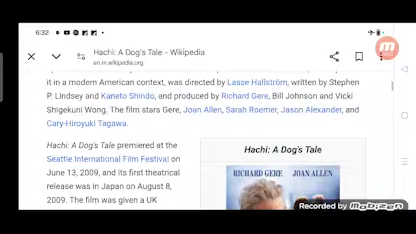 6:32
Hachi: A Dog's Tale - Wikipedia
en.m.wikipedia.org
it in a modern American context, was directed by Lasse Hallström, written by Stephen
P. Lindsey and Kaneto Shindo, and produced by Richard Gere, Bill Johnson and Vicki
Shigekuni Wong. The film stars Gere, Joan Allen, Sarah Roemer, Jason Alexander, and
Cary-Hiroyuki Tagawa.
Hachi: A Dog's Tale premiered at the
Seattle International Film Festival on
June 13, 2009, and its first theatrical
release was in Japan on August 8,
2009. The film was given a UK
Hachi: A Dog's Tale
RICHARD GERE JOAN ALLEN
Recorded by
Mobizen